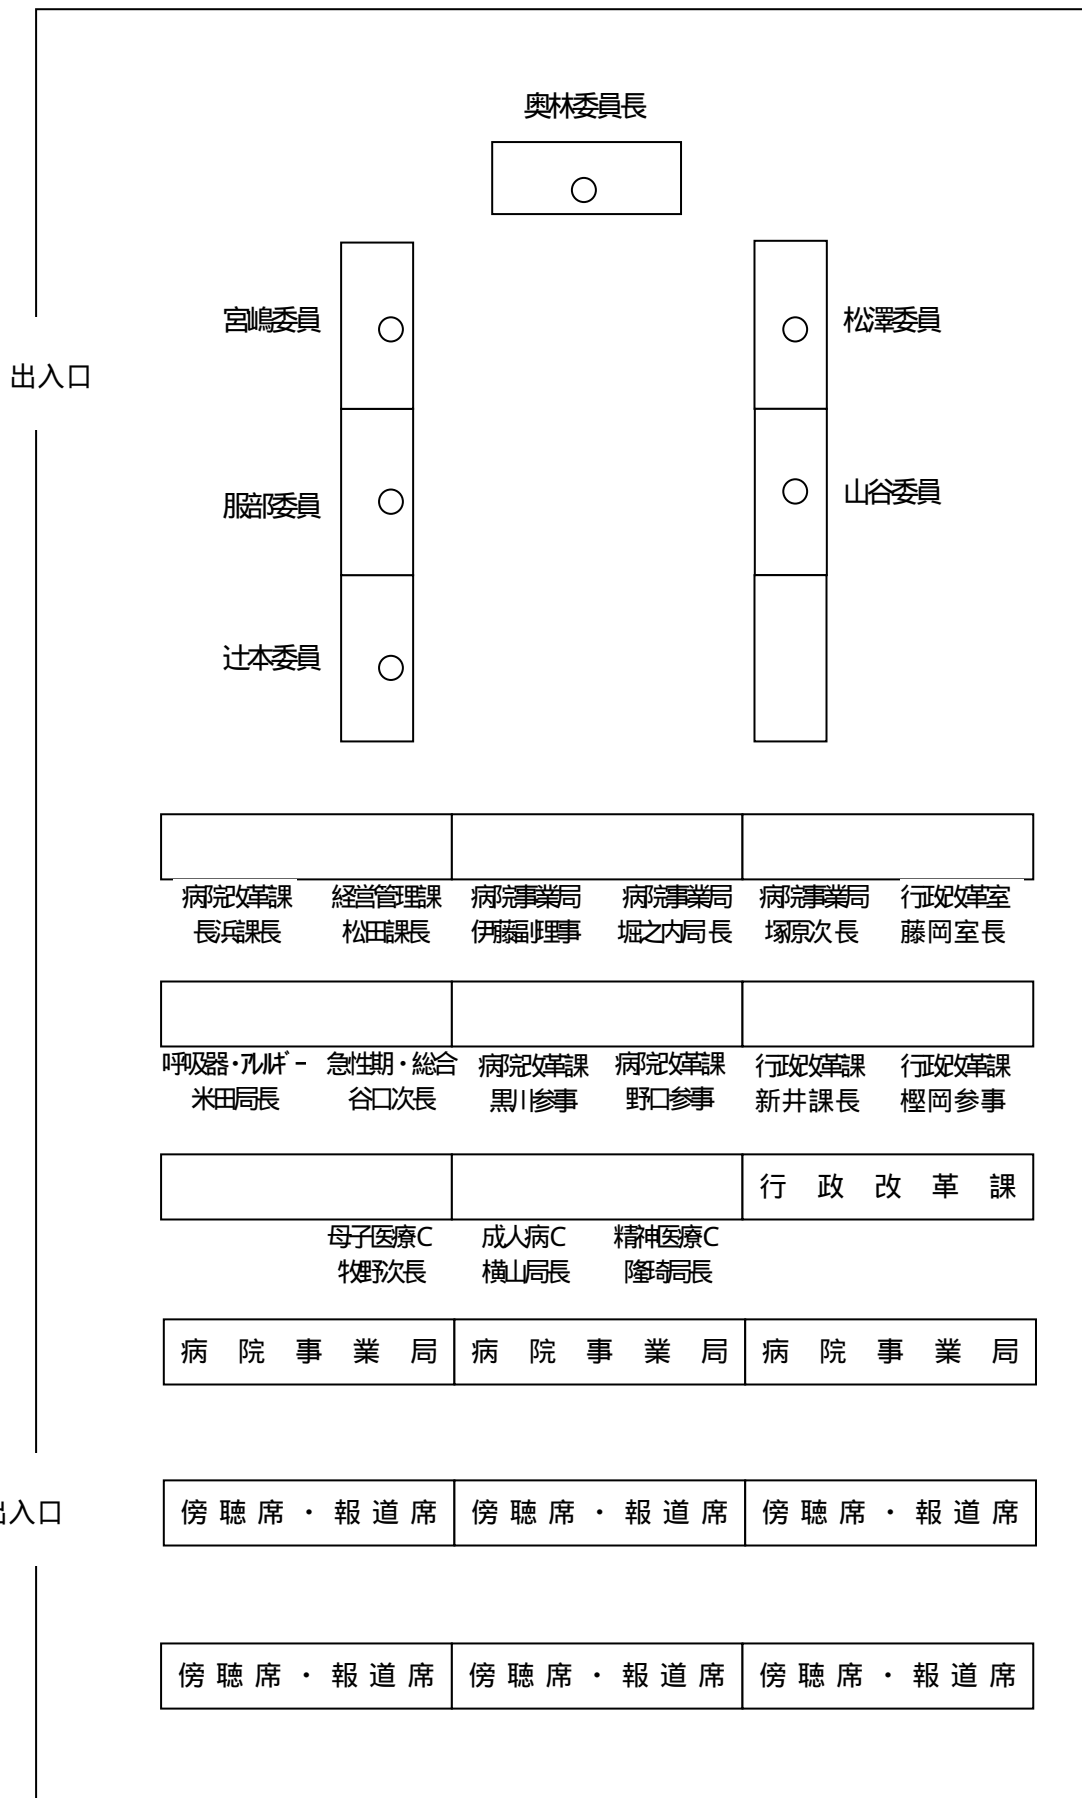 奥林委員長
宮嶋委員
松澤委員
出入口
服部委員
山谷委員
辻本委員
病院改革課 経営管理課 病院事業局 病院事業局 病院事業局 行政改革室
長浜課長 松田課長 伊藤副理事 堀之内局長 塚原次長 藤岡室長
呼吸器・ｱﾚﾙｷﾞｰ 急性期・総合 病院改革課 病院改革課 行政改革課 行政改革課
米田局長 谷口次長 黒川参事 野口参事 新井課長 樫岡参事
行政改革課
母子医療C 成人病C 精神医療C
牧野次長 横山局長 隆琦局長
病院事業局 病院事業局 病院事業局
出入口
傍聴席・報道席 傍聴席・報道席 傍聴席・報道席
傍聴席・報道席 傍聴席・報道席 傍聴席・報道席